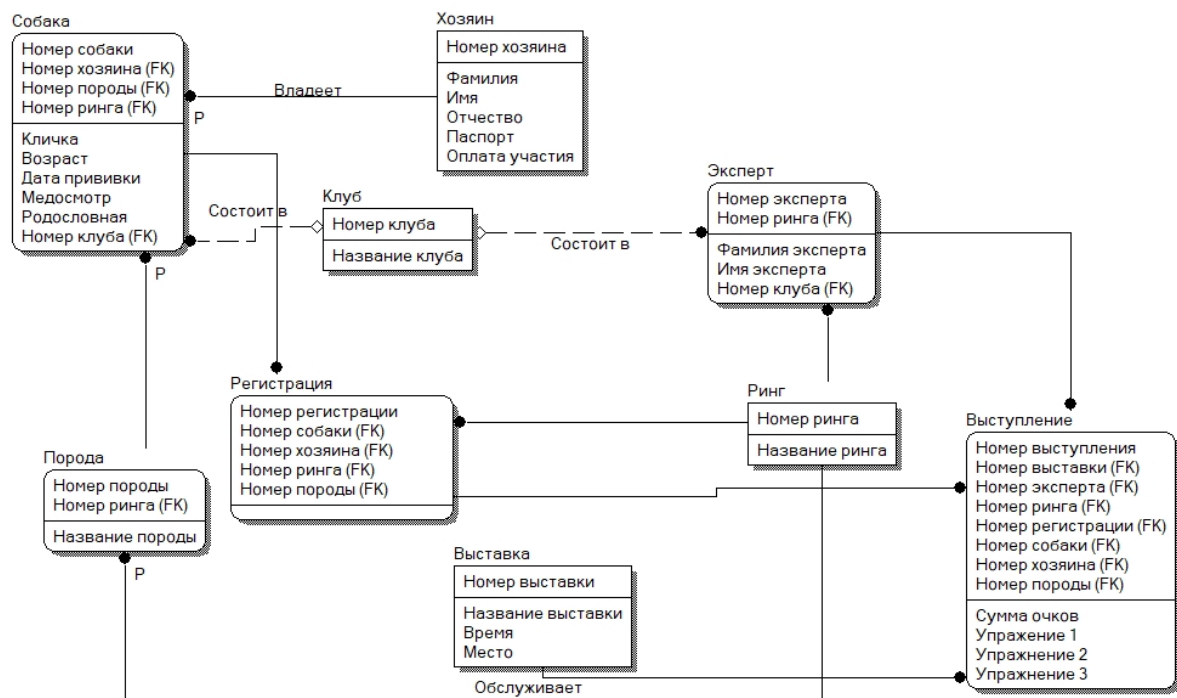 Собака
Номер собаки
Номер хозяина (FK)
Номер породы (FK)
Номер ринга (FK)
Кличка
Возраст
Дата прививки
Медосмотр
Родословная
Номер клуба (FK)
Хозяин
Номер хозяина
Фамилия
Имя
Отчество
Паспорт
Оплата участия
Владеет
P
Состоит в
P
Клуб
Номер клуба
Название клуба
Состоит в
Эксперт
Номер эксперта
Номер ринга (FK)
Фамилия эксперта
Имя эксперта
Номер клуба (FK)
Регистрация
Номер регистрации
Номер собаки (FK)
Номер хозяина (FK)
Номер ринга (FK)
Номер породы (FK)
Ринг
Номер ринга
Название ринга
Выступление
Номер выступления
Номер выставки (FK)
Номер эксперта (FK)
Номер ринга (FK)
Номер регистрации (FK)
Номер собаки (FK)
Номер хозяина (FK)
Номер породы (FK)
Сумма очков
Упражение 1
Упражнение 2
Упражнение 3
Порода
Номер породы
Номер ринга (FK)
Название породы
P
Выставка
Номер выставки
Название выставки
Время
Место
Обслуживает